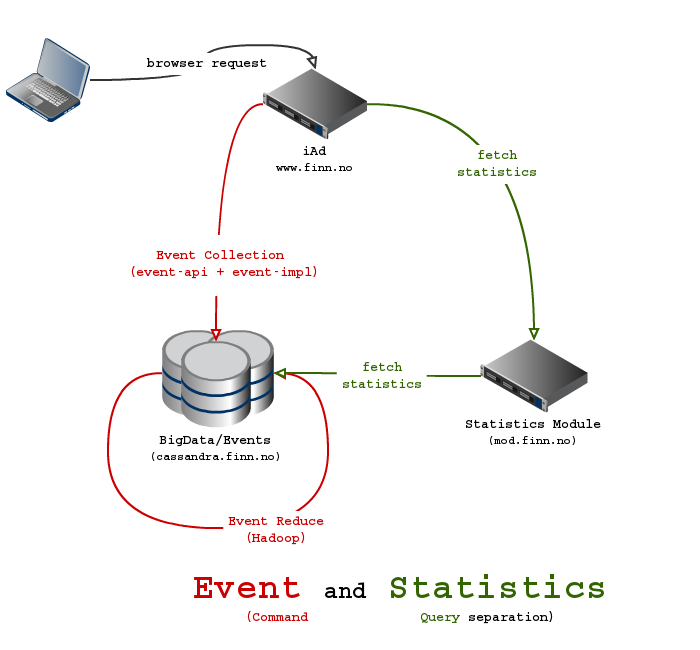 browser request
iAd
www.finn.no
fetch
statistics
Event Collection
(event-api + event-impl)
fetch
statistics
BigData/Events
(cassandra.finn.no)
Statistics Module
(mod.finn.no)
Event Reduce
(Hadoop)
Event and Statistics
(Command Query separation)